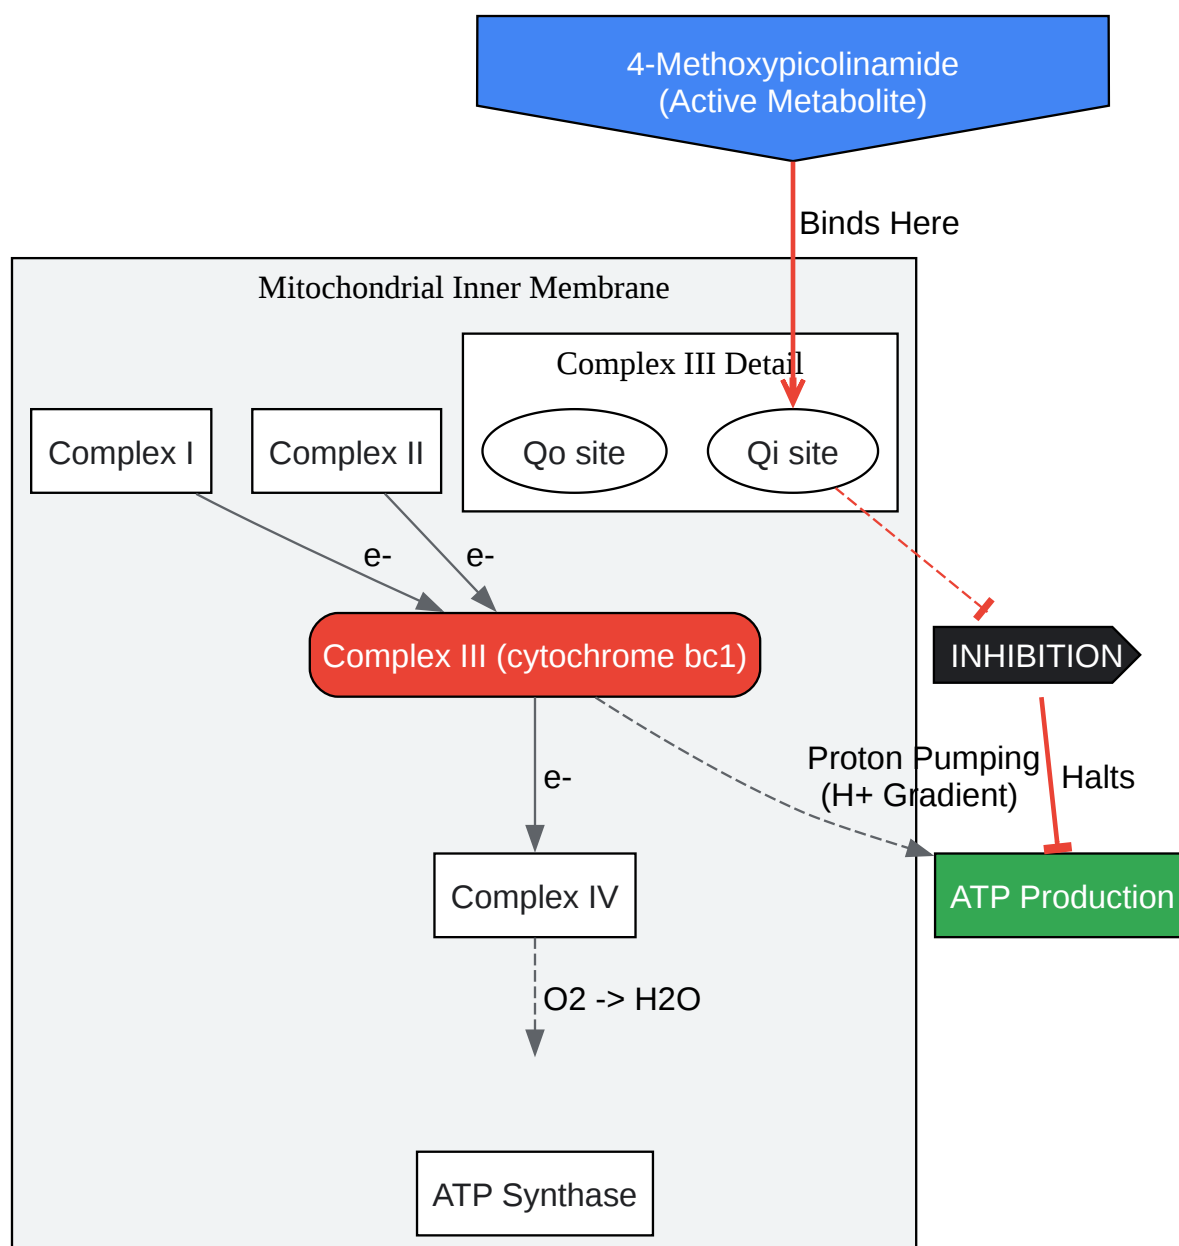 4-Methoxypicolinamide
(Active Metabolite)
Binds Here
Mitochondrial Inner Membrane
Complex III Detail
Complex I
Complex II
Qo site
Qi site
e-
e-
Complex III (cytochrome bc1)
INHIBITION
Proton Pumping
(H+ Gradient)
e-
Halts
Complex IV
ATP Production
O2 -> H2O
ATP Synthase